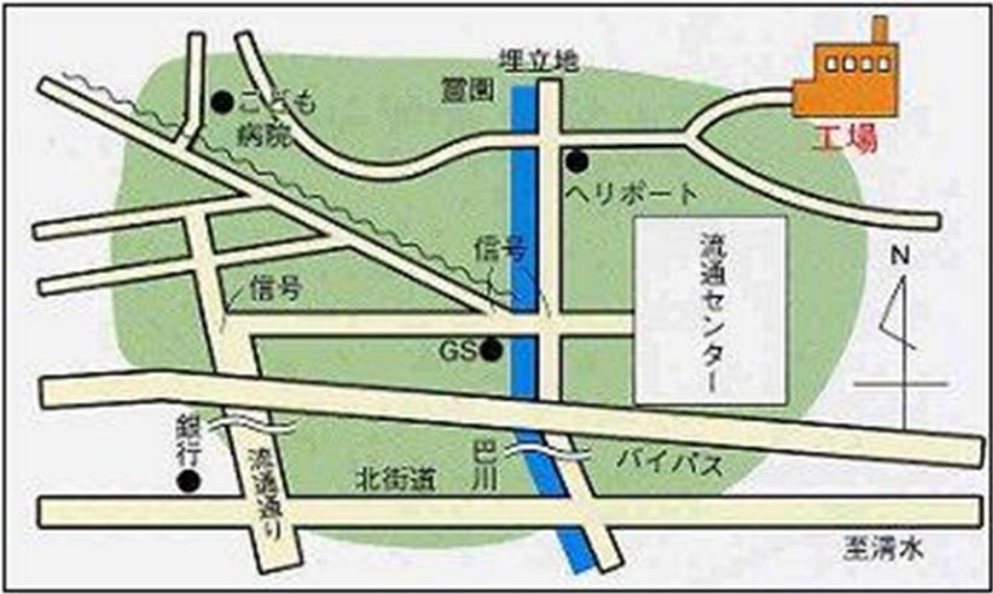 埋立地
霊園
こども
病院
工場
ヘリポート
信号
流通センター
N
信号
GS
銀行
流通通り
北街道
巴川
バイパス
至清水